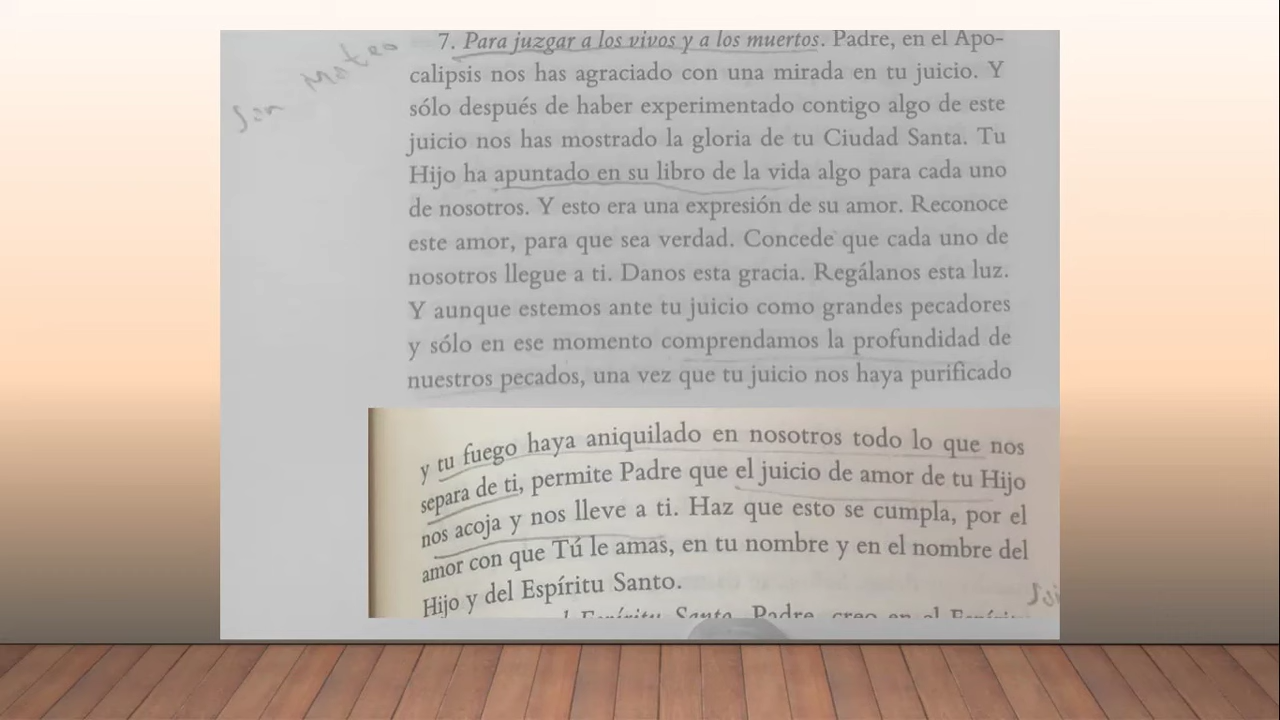 San Mateo
7. Para juzgar a los vivos y a los muertos. Padre, en el Apo-
calipsis nos has agraciado con una mirada en tu juicio. Y
sólo después de haber experimentado contigo algo de este
juicio nos has mostrado la gloria de tu Ciudad Santa. Tu
Hijo ha apuntado en su libro de la vida algo para cada uno
de nosotros. Y esto era una expresión de su amor. Reconoce
este amor, para que sea verdad. Concede que cada uno de
nosotros llegue a ti. Danos esta gracia. Regálanos esta luz.
Y aunque estemos ante tu juicio como grandes pecadores
y sólo en ese momento comprendamos la profundidad de
nuestros pecados, una vez que tu juicio nos haya purificado
y tu fuego haya aniquilado en nosotros todo lo que nos
separa de ti, permite Padre que el juicio de amor de tu Hijo
nos acoja y nos lleve a ti. Haz que esto se cumpla, por el
amor con que Tú le amas, en tu nombre y en el nombre del
Hijo y del Espíritu Santo.
Espíritu Santo. Padre, creo en el